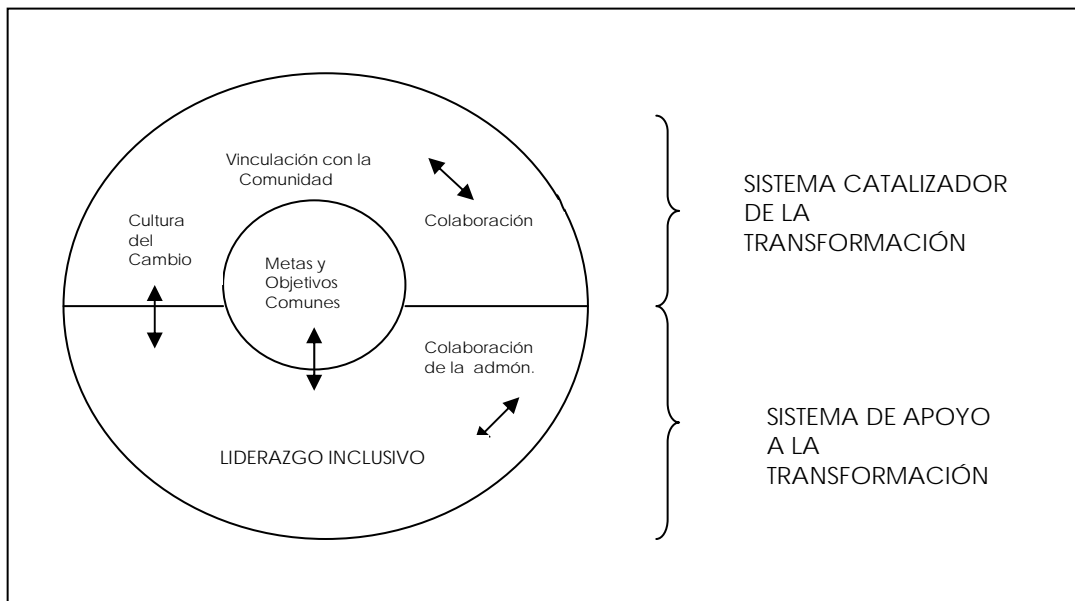 Vinculación con la
Comunidad
Colaboración
Cultura
del
Cambio
Metas y
Objetivos
Comunes
Colaboración
de la admón.
LIDERAZGO INCLUSIVO
SISTEMA CATALIZADOR
DE LA
TRANSFORMACIÓN
SISTEMA DE APOYO
A LA
TRANSFORMACIÓN